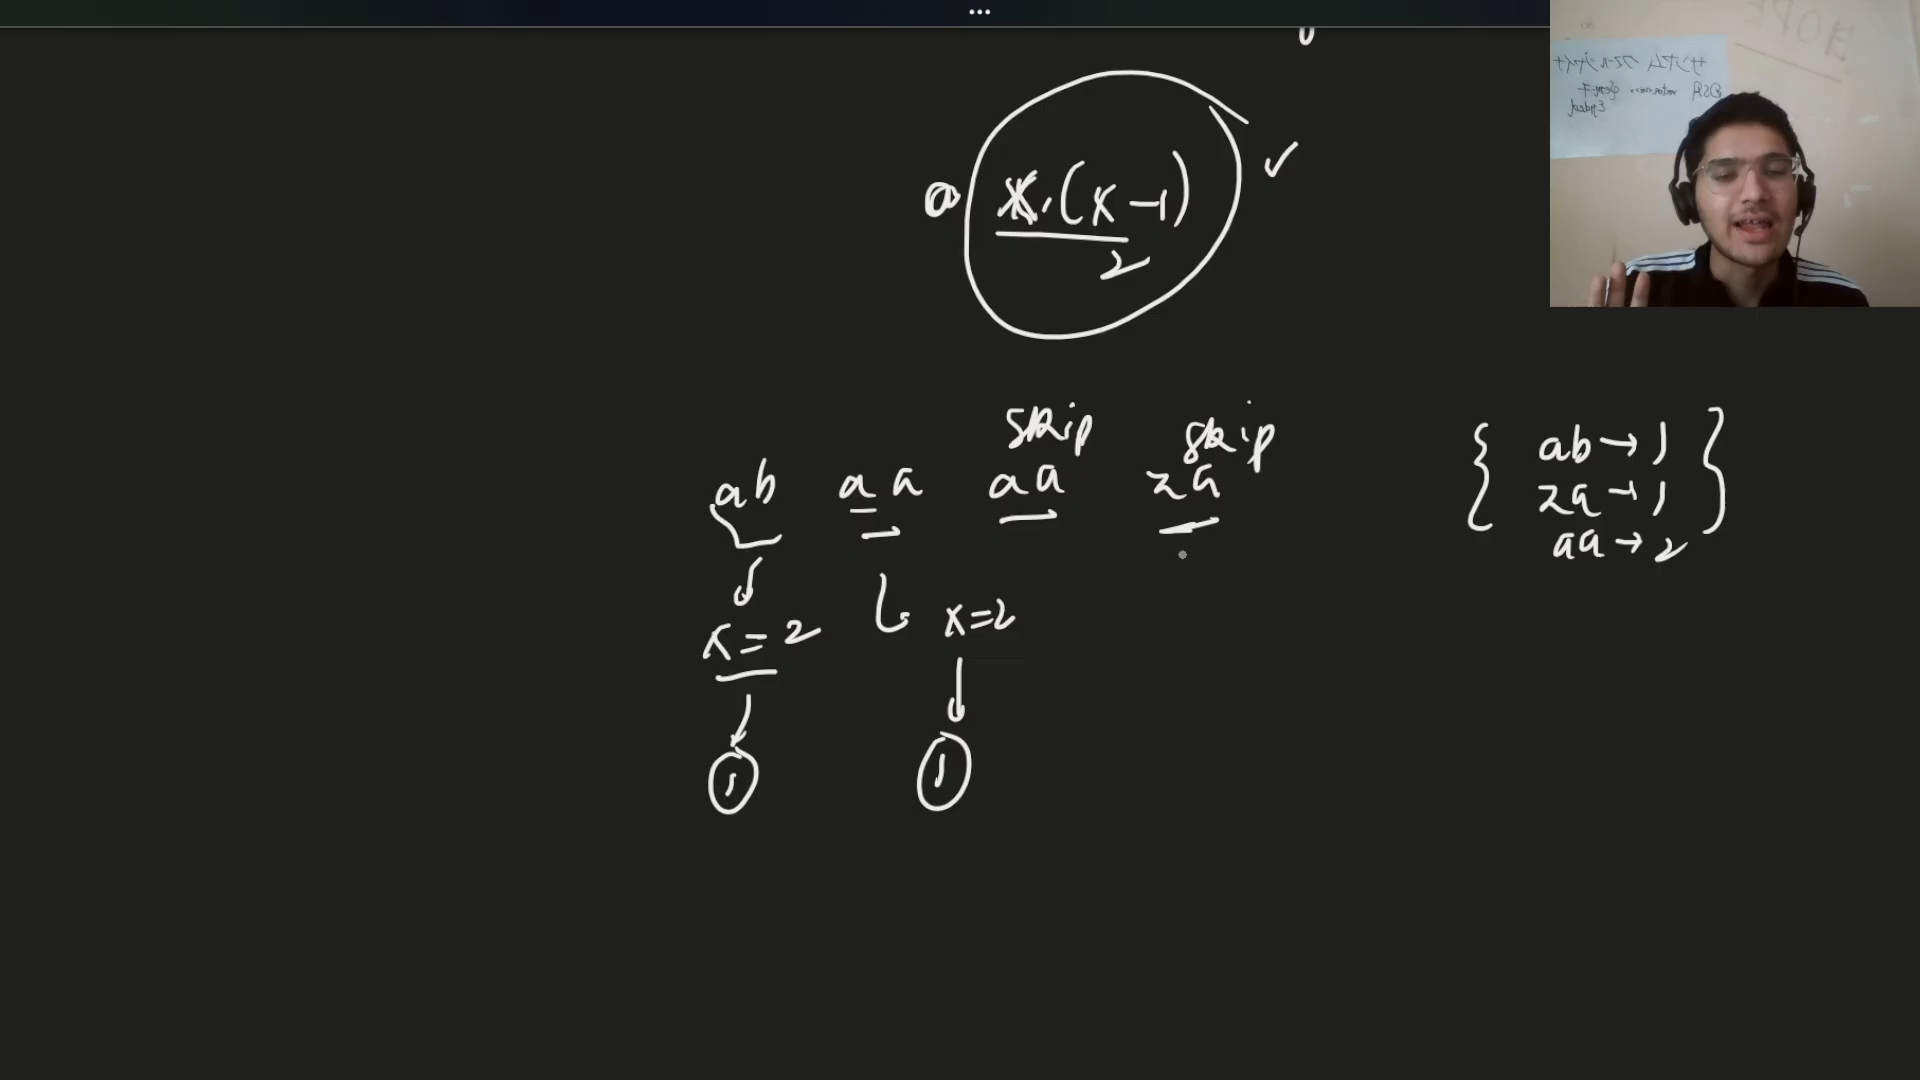 ...
x.(x-1)
2
skip skip
ab aa aa za
x=2 x=2
1 1
{ ab→1 }
za→1
aa→2